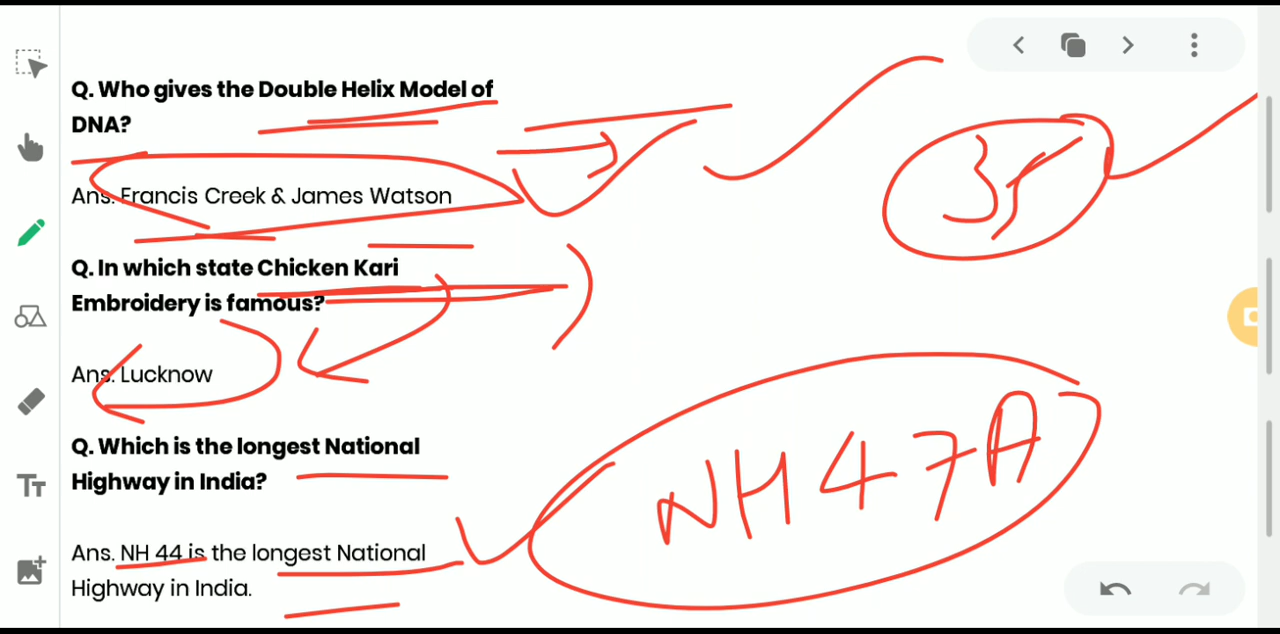 Q. Who gives the Double Helix Model of
DNA?
Ans. Francis Creek & James Watson
Q. In which state Chicken Kari
Embroidery is famous?
Ans. Lucknow
Q. Which is the longest National
Highway in India?
Ans. NH 44 is the longest National
Highway in India.
NH 47A
TT